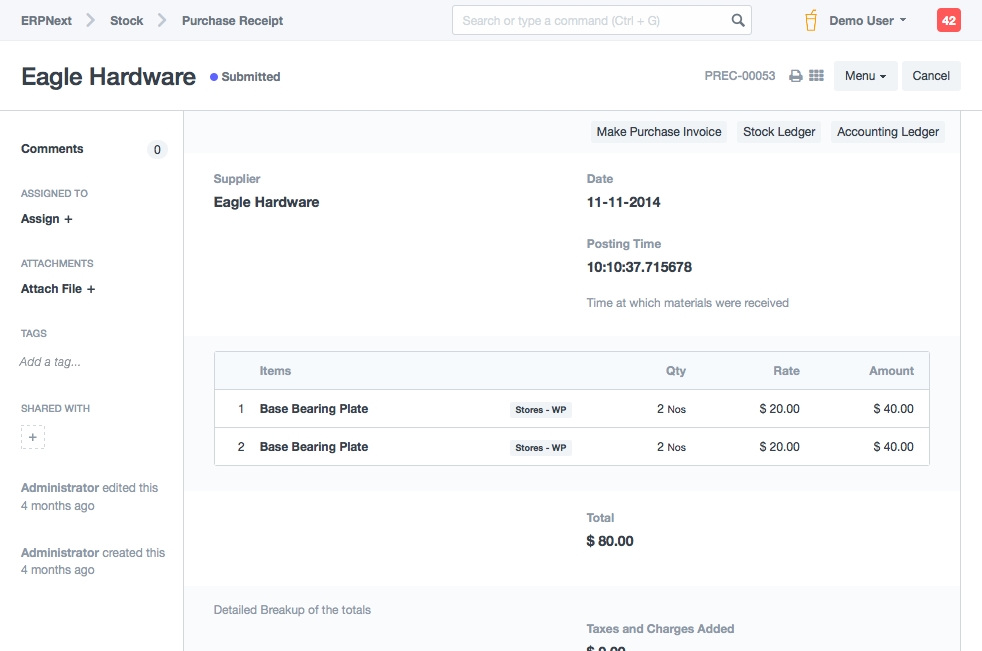 ERPNext Stock Purchase Receipt Search or type a command (Ctrl + G) Demo User 42
Eagle Hardware Submitted PREC-00053 Menu Cancel
Make Purchase Invoice Stock Ledger Accounting Ledger
Comments 0
ASSIGNED TO
Assign +
ATTACHMENTS
Attach File +
TAGS
Add a tag...
SHARED WITH
+
Administrator edited this
4 months ago
Administrator created this
4 months ago
Supplier
Eagle Hardware
Date
11-11-2014
Posting Time
10:10:37.715678
Time at which materials were received
Items Qty Rate Amount
1 Base Bearing Plate Stores - WP 2 Nos $ 20.00 $ 40.00
2 Base Bearing Plate Stores - WP 2 Nos $ 20.00 $ 40.00
Total
$ 80.00
Detailed Breakup of the totals
Taxes and Charges Added
$ 0.00